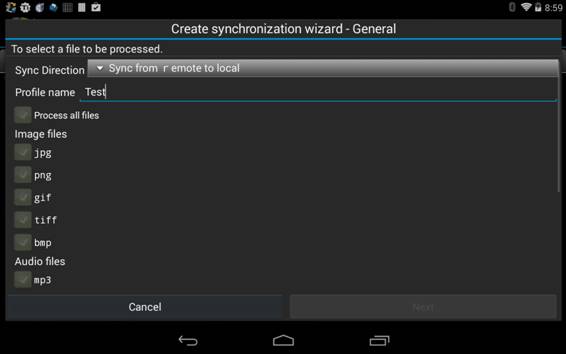 8:59
Create synchronization wizard - General
To select a file to be processed.
Sync Direction Sync from r emote to local
Profile name Test
Process all files
Image files
jpg
png
gif
tiff
bmp
Audio files
mp3
Cancel Next